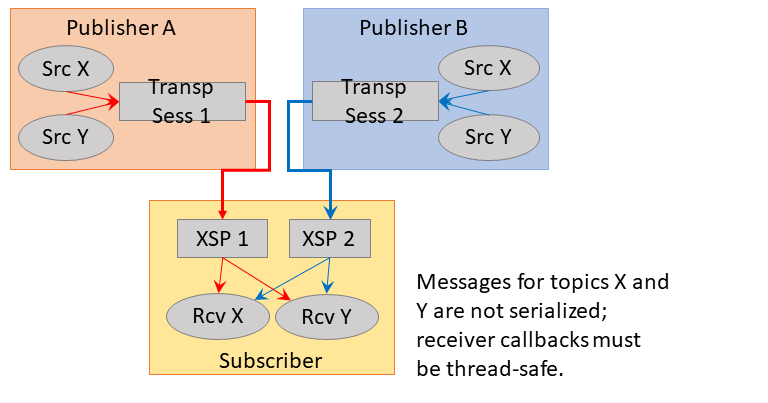 Publisher A
Src X
Transp
Sess 1
Src Y
Publisher B
Src X
Transp
Sess 2
Src Y
XSP 1
XSP 2
Rcv X
Rcv Y
Subscriber
Messages for topics X and
Y are not serialized;
receiver callbacks must
be thread-safe.